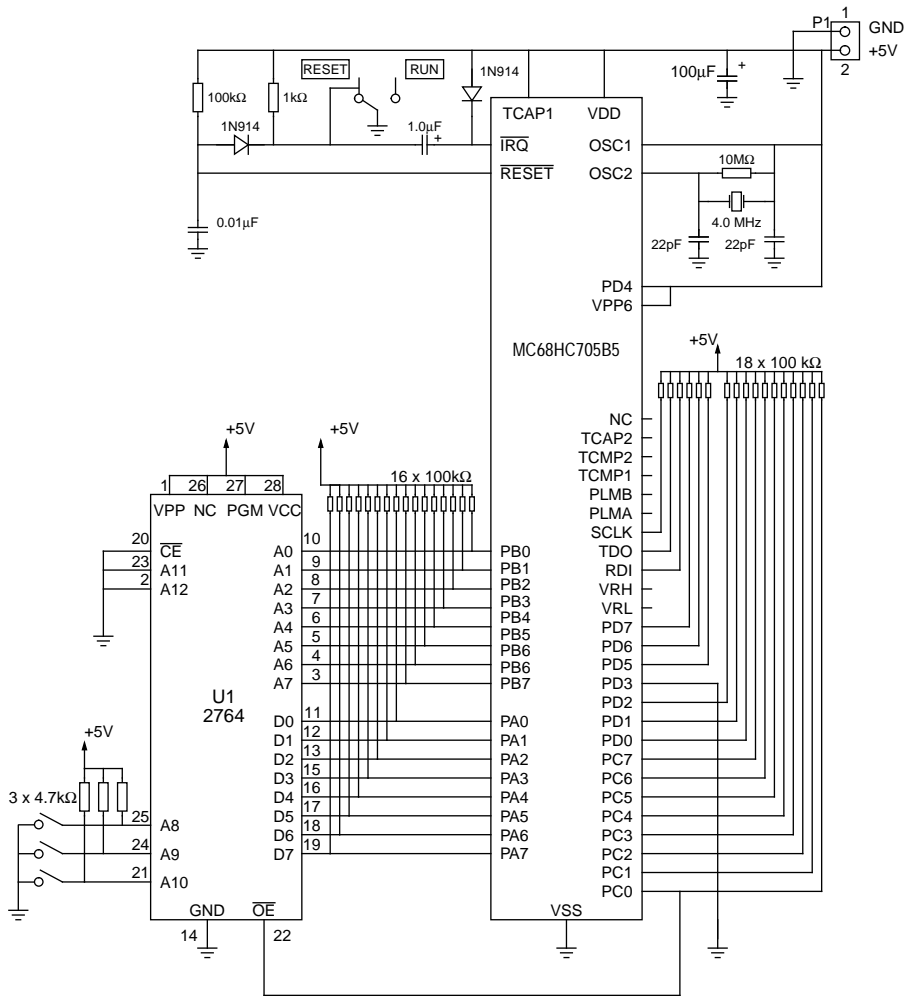 P1 1 GND
+5V
2
RESET RUN 1N914 100μF +
100kΩ 1kΩ
1N914 1.0μF +
TCAP1 VDD
IRQ OSC1
RESET OSC2
10MΩ
4.0 MHz
0.01μF
22pF 22pF
PD4
VPP6
MC68HC705B5
+5V
18 x 100 kΩ
NC
TCAP2
TCMP2
TCMP1
PLMB
PLMA
SCLK
TDO
RDI
VRH
VRL
PD7
PD6
PD5
PD3
PD2
PD1
PD0
PC7
PC6
PC5
PC4
PC3
PC2
PC1
PC0
+5V +5V
16 x 100kΩ
1 26 27 28
VPP NC PGM VCC
20 CE A0 10 PB0
23 A11 A1 9 PB1
2 A12 A2 8 PB2
A3 7 PB3
A4 6 PB4
A5 5 PB5
A6 4 PB6
PB6
A7 3 PB7
U1
2764
D0 11 PA0
D1 12 PA1
D2 13 PA2
D3 15 PA3
D4 16 PA4
D5 17 PA5
D6 18 PA6
D7 19 PA7
+5V
3 x 4.7kΩ
25 A8
24 A9
21 A10
GND OE
14 22
VSS